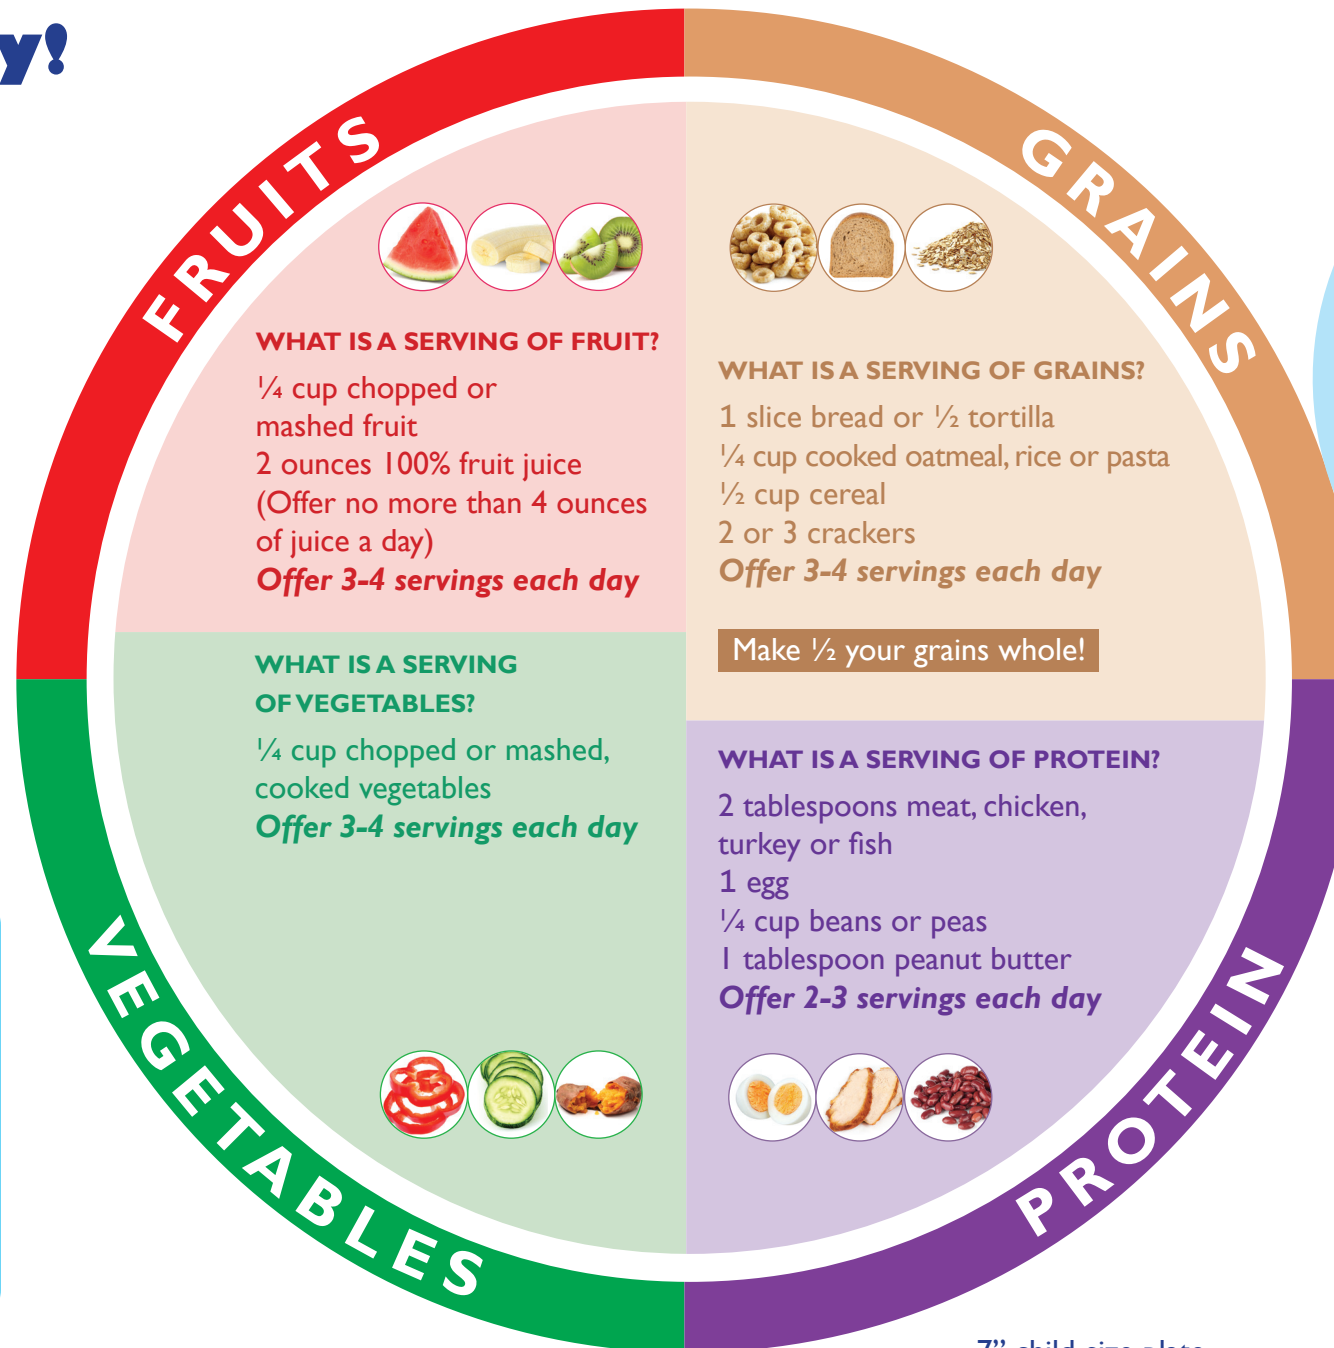 y!
FRUITS
WHAT IS A SERVING OF FRUIT?
¼ cup chopped or
mashed fruit
2 ounces 100% fruit juice
(Offer no more than 4 ounces
of juice a day)
Offer 3-4 servings each day
GRAINS
WHAT IS A SERVING OF GRAINS?
1 slice bread or ½ tortilla
¼ cup cooked oatmeal, rice or pasta
½ cup cereal
2 or 3 crackers
Offer 3-4 servings each day
Make ½ your grains whole!
VEGETABLES
WHAT IS A SERVING
OF VEGETABLES?
¼ cup chopped or mashed,
cooked vegetables
Offer 3-4 servings each day
PROTEIN
WHAT IS A SERVING OF PROTEIN?
2 tablespoons meat, chicken,
turkey or fish
1 egg
¼ cup beans or peas
1 tablespoon peanut butter
Offer 2-3 servings each day
7” child size plate